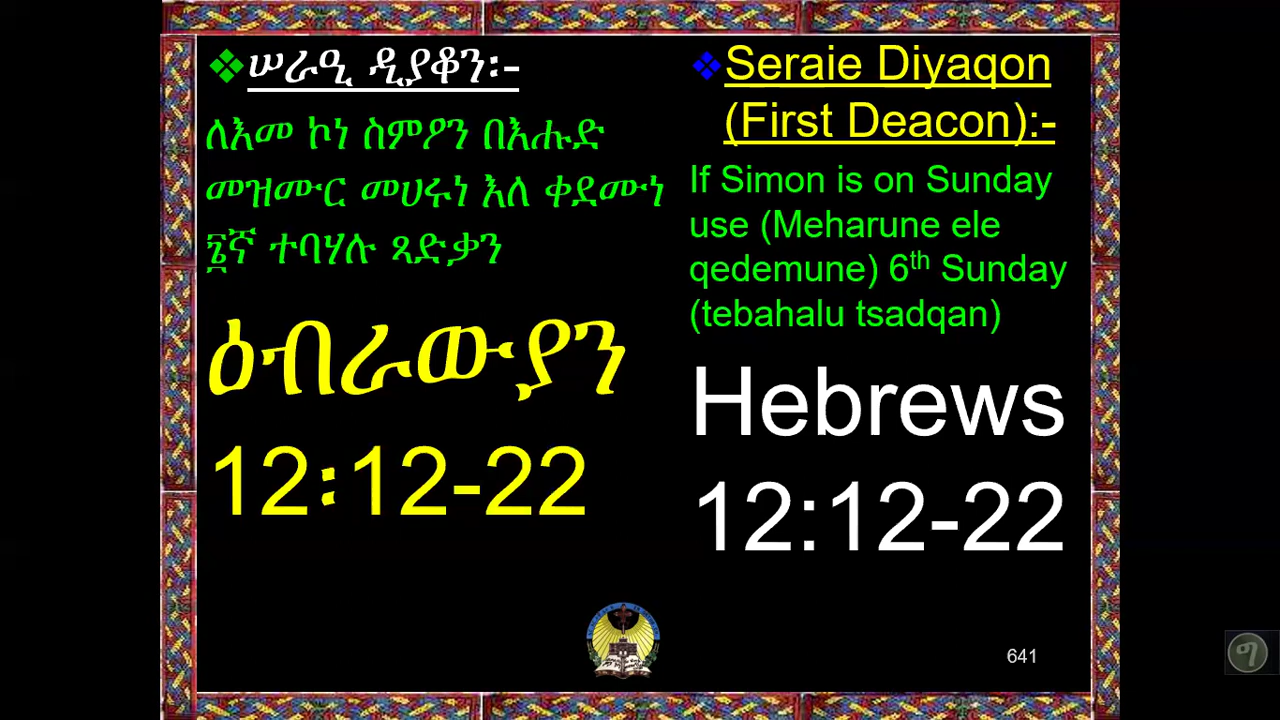 ❖ሠራዒ ዲያቆን፡-
ለእመ ኮነ ስምዖን በእሑድ
መዝሙር መሀሩነ እለ ቀደሙነ
፮ኛ ተባሃሉ ጻድቃን
ዕብራውያን
12፡12-22
❖Seraie Diyaqon
(First Deacon):-
If Simon is on Sunday
use (Meharune ele
qedemune) 6th Sunday
(tebahalu tsadqan)
Hebrews
12:12-22
641